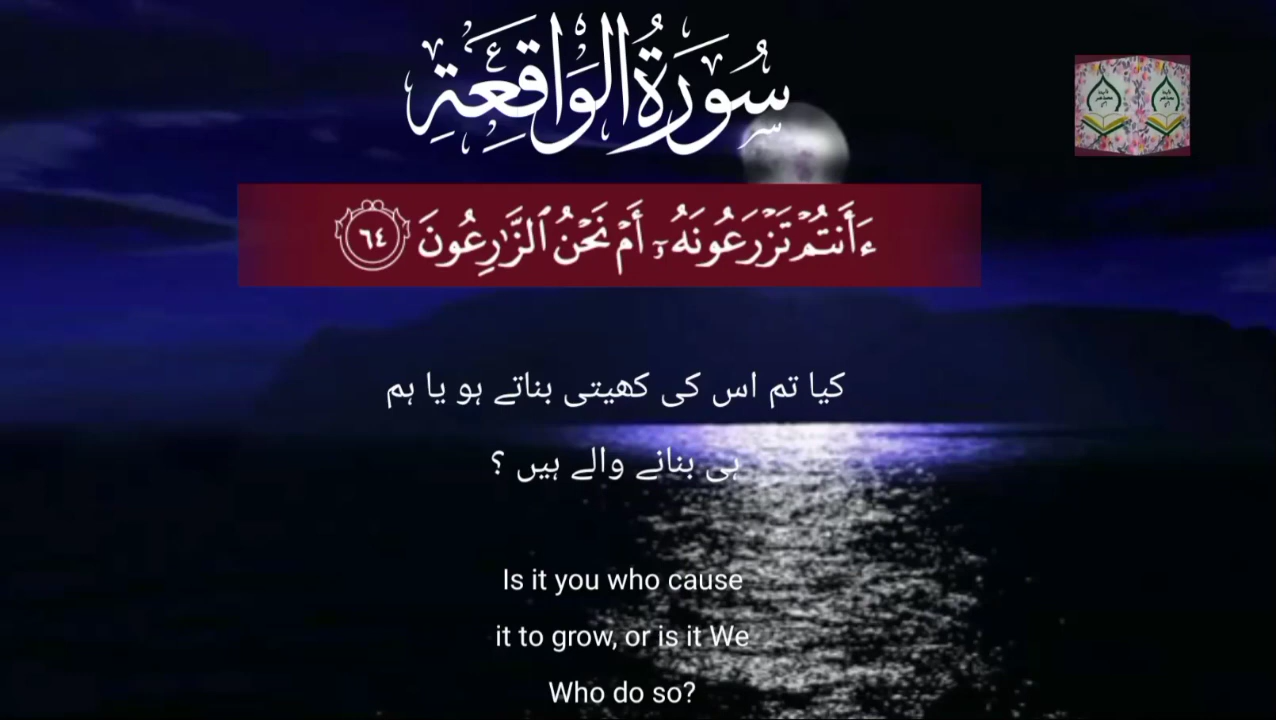 سُورَةُ الوَاقِعَةِ
ءَأَنتُمْ تَزْرَعُونَهُۥٓ أَمْ نَحْنُ ٱلزَّٰرِعُونَ ٦٤
کیا تم اس کی کھیتی بناتے ہو یا ہم
ہی بنانے والے ہیں ؟
Is it you who cause
it to grow, or is it We
Who do so?